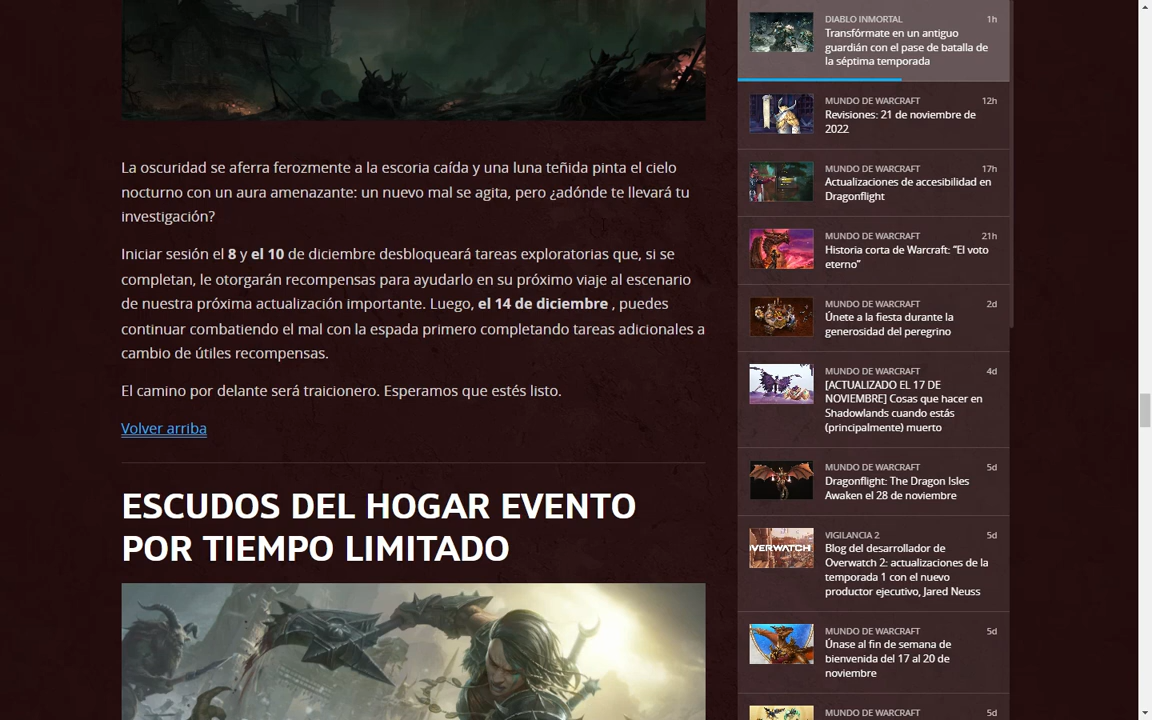 La oscuridad se aferra ferozmente a la escoria caída y una luna teñida pinta el cielo
nocturno con un aura amenazante: un nuevo mal se agita, pero ¿adónde te llevará tu
investigación?
Iniciar sesión el 8 y el 10 de diciembre desbloqueará tareas exploratorias que, si se
completan, le otorgarán recompensas para ayudarlo en su próximo viaje al escenario
de nuestra próxima actualización importante. Luego, el 14 de diciembre , puedes
continuar combatiendo el mal con la espada primero completando tareas adicionales a
cambio de útiles recompensas.
El camino por delante será traicionero. Esperamos que estés listo.
Volver arriba
ESCUDOS DEL HOGAR EVENTO
POR TIEMPO LIMITADO
DIABLO INMORTAL 1h
Transfórmate en un antiguo
guardián con el pase de batalla de
la séptima temporada
MUNDO DE WARCRAFT 12h
Revisiones: 21 de noviembre de
2022
MUNDO DE WARCRAFT 17h
Actualizaciones de accesibilidad en
Dragonflight
MUNDO DE WARCRAFT 21h
Historia corta de Warcraft: “El voto
eterno”
MUNDO DE WARCRAFT 2d
Únete a la fiesta durante la
generosidad del peregrino
MUNDO DE WARCRAFT 4d
[ACTUALIZADO EL 17 DE
NOVIEMBRE] Cosas que hacer en
Shadowlands cuando estás
(principalmente) muerto
MUNDO DE WARCRAFT 5d
Dragonflight: The Dragon Isles
Awaken el 28 de noviembre
VIGILANCIA 2 5d
VERWATCH
Blog del desarrollador de
Overwatch 2: actualizaciones de la
temporada 1 con el nuevo
productor ejecutivo, Jared Neuss
MUNDO DE WARCRAFT 5d
Únase al fin de semana de
bienvenida del 17 al 20 de
noviembre
MUNDO DE WARCRAFT 5d